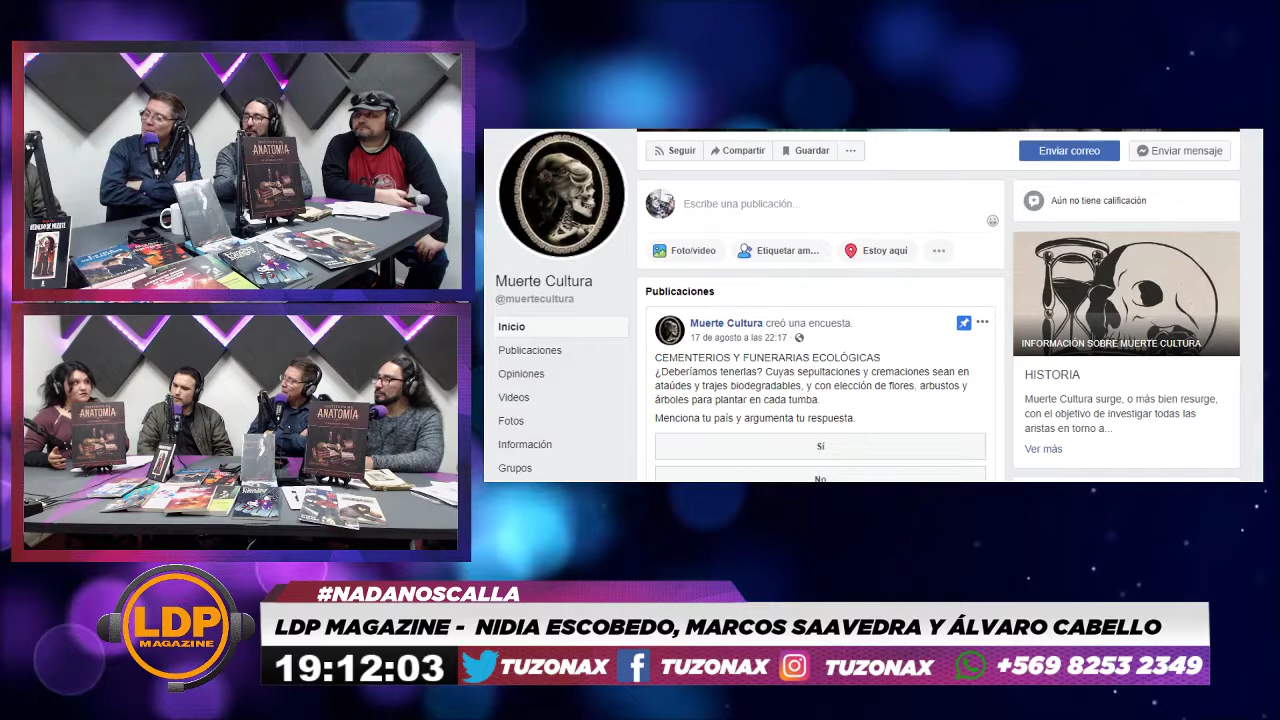 ANATOMÍA
HERALDO DE MUERTE
ANATOMÍA
ANATOMÍA
Seguir
Compartir
Guardar
Enviar correo
Enviar mensaje
Escribe una publicación...
Foto/video
Etiquetar am...
Estoy aquí
Aún no tiene calificación
Muerte Cultura
@muertecultura
Inicio
Publicaciones
Opiniones
Videos
Fotos
Información
Grupos
Publicaciones
Muerte Cultura creó una encuesta.
17 de agosto a las 22:17
CEMENTERIOS Y FUNERARIAS ECOLÓGICAS
¿Deberíamos tenerlas? Cuyas sepultaciones y cremaciones sean en
ataúdes y trajes biodegradables, y con elección de flores, arbustos y
árboles para plantar en cada tumba.
Menciona tu país y argumenta tu respuesta.
Sí
No
INFORMACIÓN SOBRE MUERTE CULTURA
HISTORIA
Muerte Cultura surge, o más bien resurge,
con el objetivo de investigar todas las
aristas en torno a...
Ver más
LDP
MAGAZINE
#NADANOSCALLA
LDP MAGAZINE - NIDIA ESCOBEDO, MARCOS SAAVEDRA Y ÁLVARO CABELLO
19:12:03
TUZONAX
TUZONAX
TUZONAX
+569 8253 2349